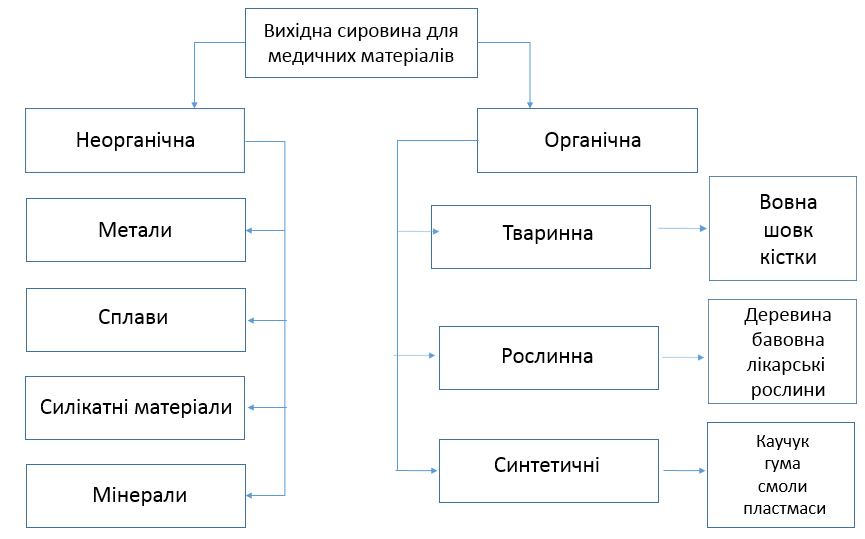 Вихідна сировина для
медичних матеріалів
Неорганічна
Органічна
Метали
Тваринна
Вовна
шовк
кістки
Сплави
Рослинна
Деревина
бавовна
лікарські
рослини
Силікатні матеріали
Синтетичні
Каучук
гума
смоли
пластмаси
Мінерали